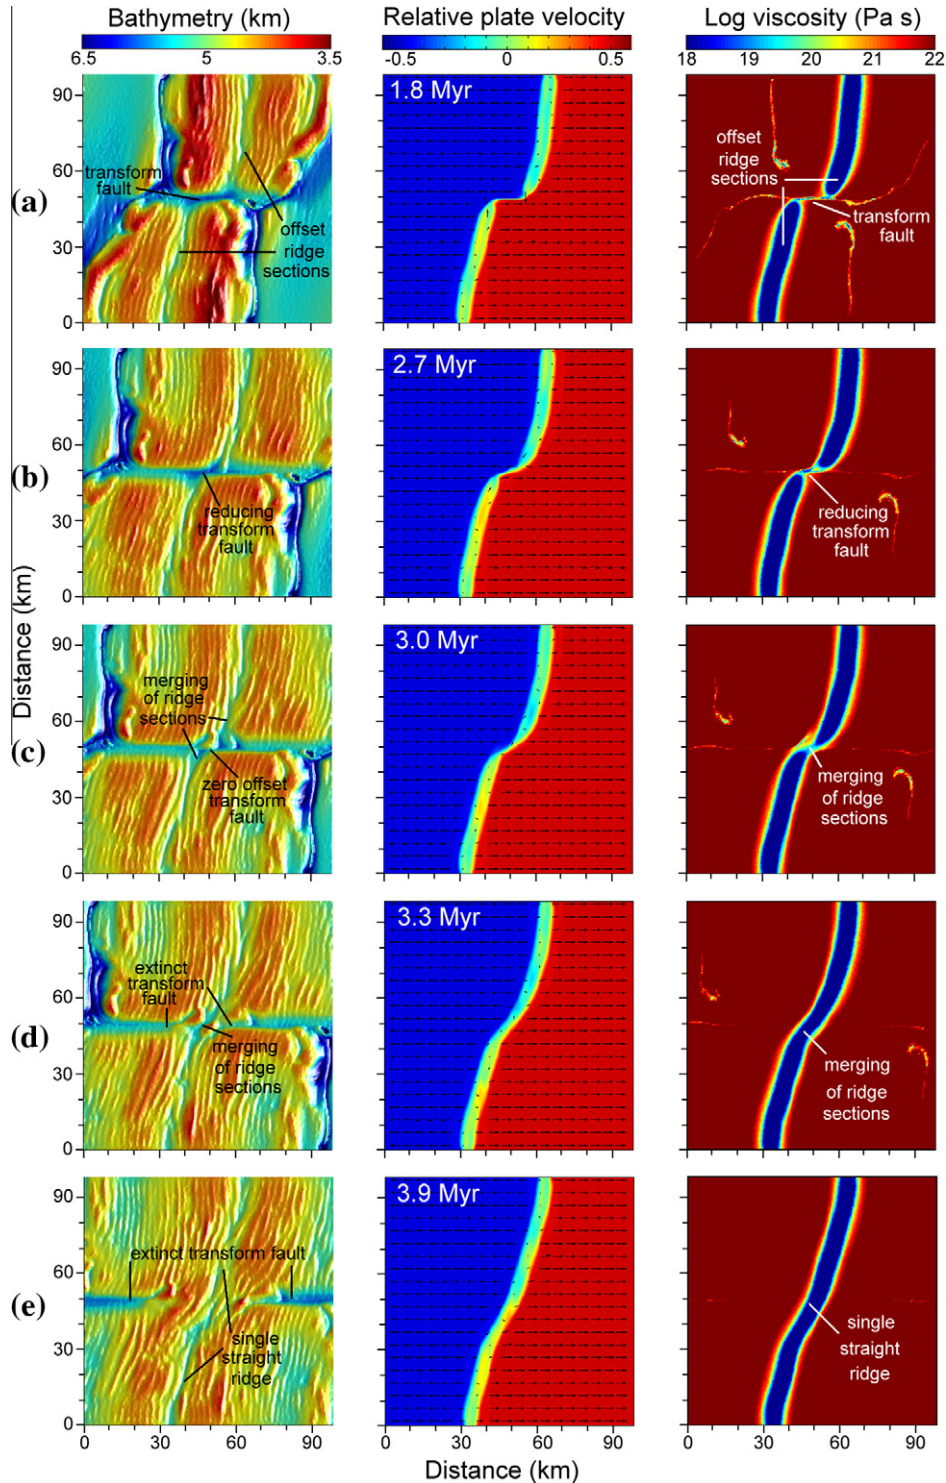 Bathymetry (km)
6.5 5 3.5
Relative plate velocity
-0.5 0 0.5
Log viscosity (Pa s)
18 19 20 21 22
Distance (km)
(a)
90
60
30
0
transform
fault
offset
ridge
sections
1.8 Myr
offset
ridge
sections
transform
fault
(b)
90
60
30
0
reducing
transform
fault
2.7 Myr
reducing
transform
fault
(c)
90
60
30
0
merging
of ridge
sections
zero offset
transform
fault
3.0 Myr
merging
of ridge
sections
(d)
90
60
30
0
extinct
transform
fault
merging
of ridge
sections
3.3 Myr
merging
of ridge
sections
(e)
90
60
30
0
extinct transform fault
single
straight
ridge
3.9 Myr
single
straight
ridge
0 30 60 90
0 30 60 90
0 30 60 90
Distance (km)